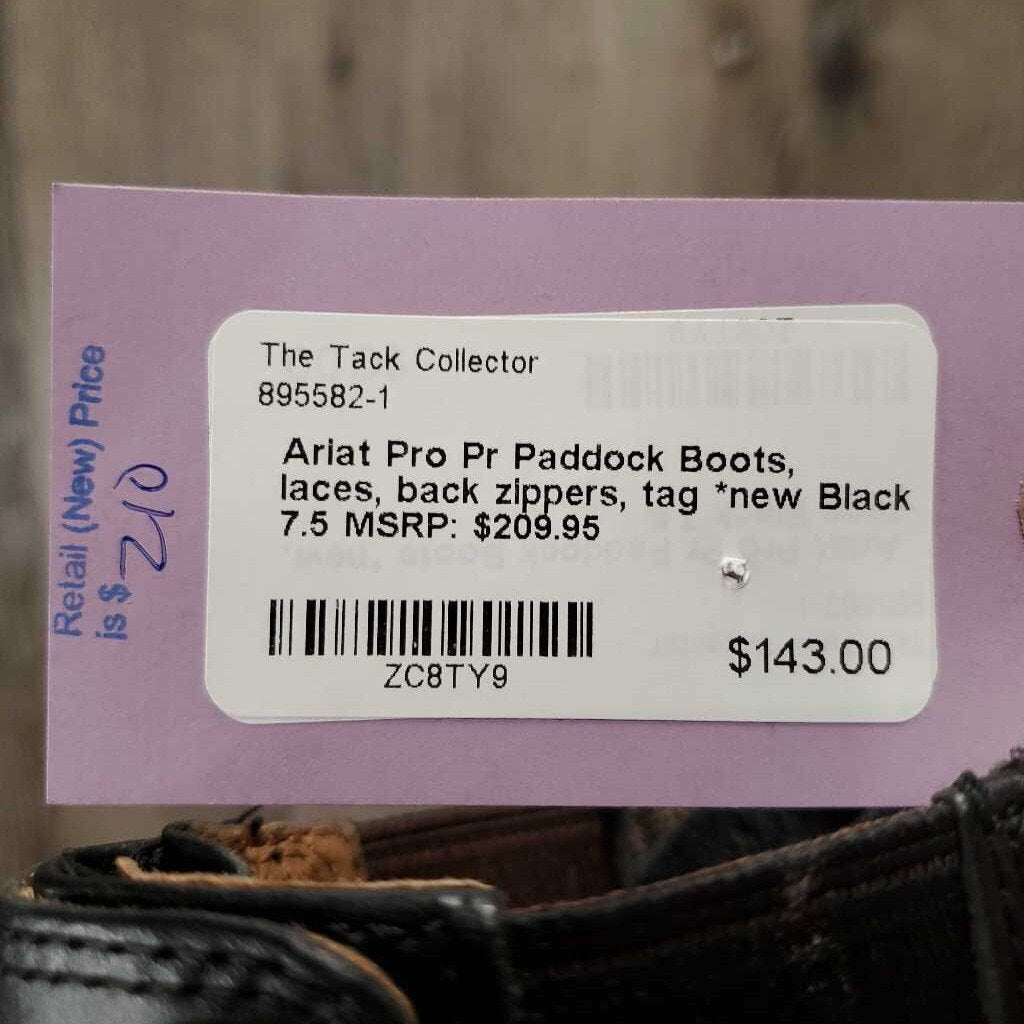 The Tack Collector
895582-1
Ariat Pro Pr Paddock Boots,
laces, back zippers, tag *new Black
7.5 MSRP: $209.95
ZC8TY9
$143.00
Retail (New) Price
is $ 210